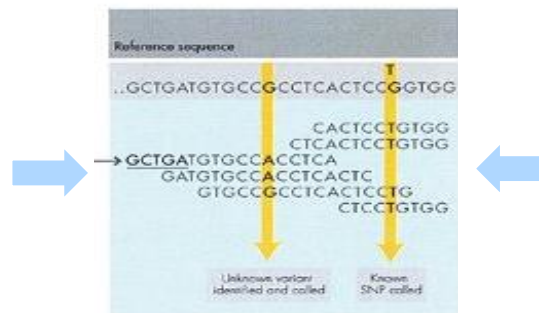 Reference sequence
T
..GCTGATGTGCCGCCTCACTCCGGTGG
CACTCCTGTGG
CTCACTCCTGTGG
GCTGATGTGCCACCTCA
GATGTGCCACCTCACTC
GTGCCGCCTCACTCCTG
CTCCTGTGG
Unknown variant
identified and called
Known
SNP called